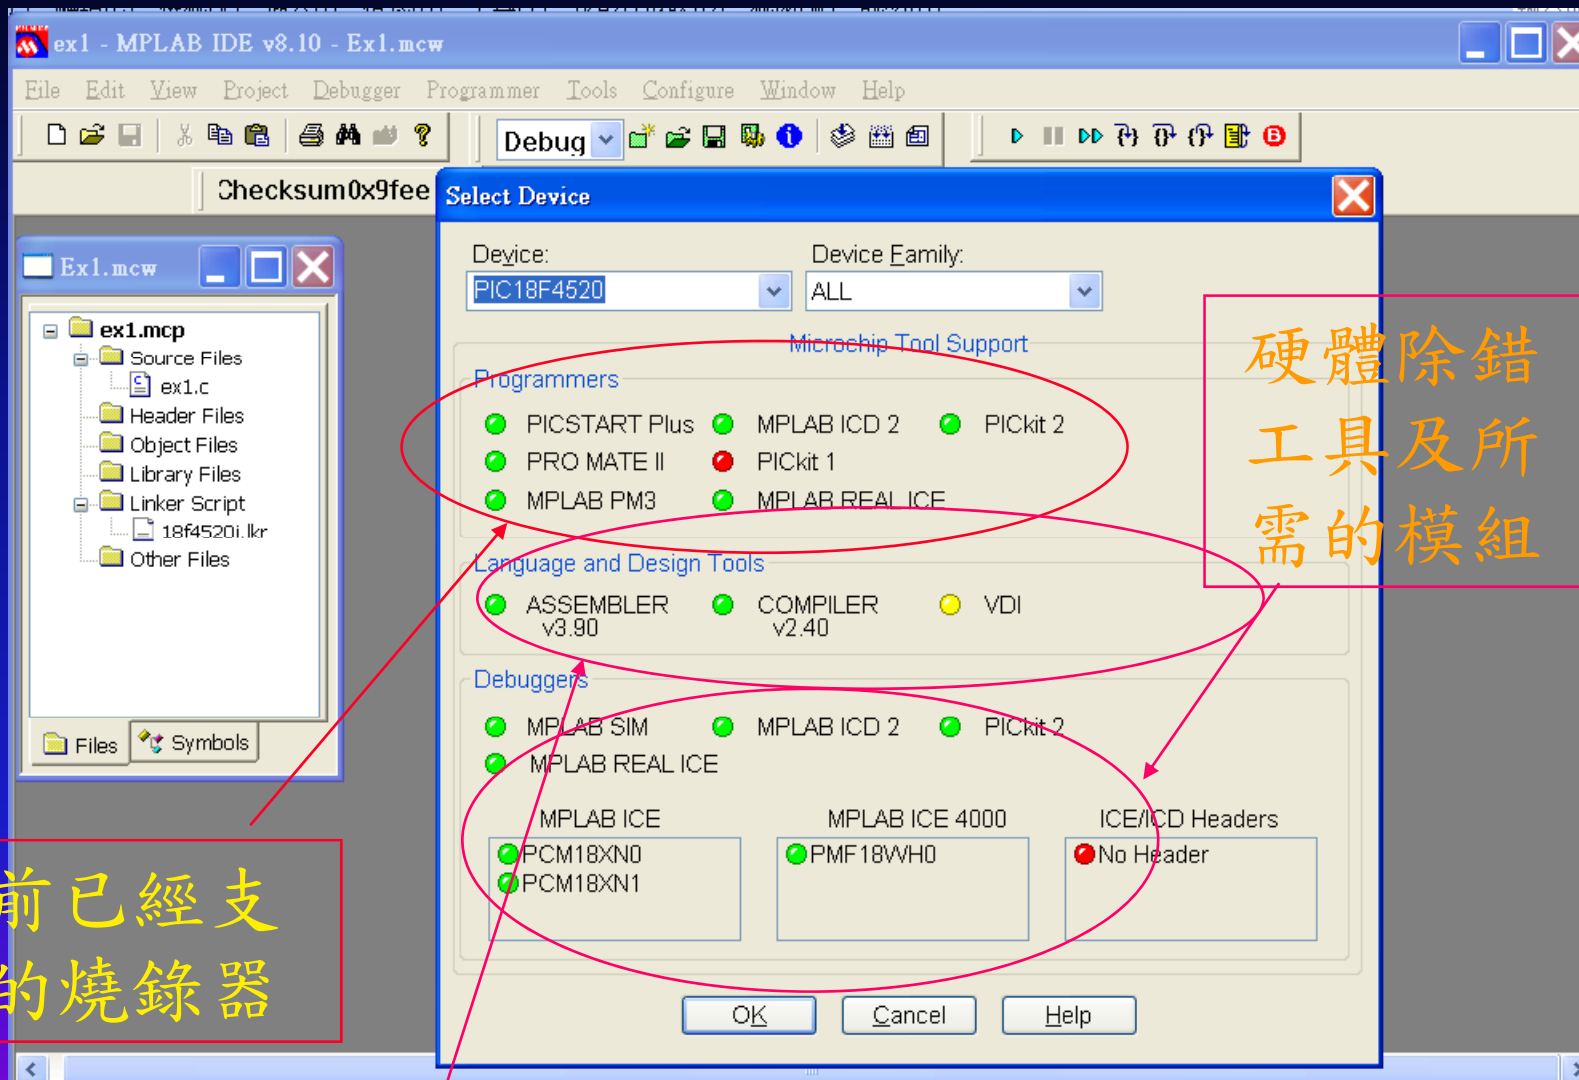 ex1 - MPLAB IDE v8.10 - Ex1.mcw
File Edit View Project Debugger Programmer Tools Configure Window Help
Debug
Checksum0x9fee
Select Device
Device:
Device Family:
PIC18F4520
ALL
Ex1.mcw
ex1.mcp
Source Files
ex1.c
Header Files
Object Files
Library Files
Linker Script
18f4520i.lkr
Other Files
Files
Symbols
Microchip Tool Support
Programmers
PICSTART Plus MPLAB ICD 2 PICkit 2
PRO MATE II PICkit 1
MPLAB PM3 MPLAB REAL ICE
Language and Design Tools
ASSEMBLER COMPILER VDI
v3.90 v2.40
Debuggers
MPLAB SIM MPLAB ICD 2 PICkit 2
MPLAB REAL ICE
MPLAB ICE MPLAB ICE 4000 ICE/ICD Headers
PCM18XN0 PMF18WH0 No Header
PCM18XN1
OK Cancel Help
硬體除錯
工具及所
需的模組
前已經支
的燒錄器